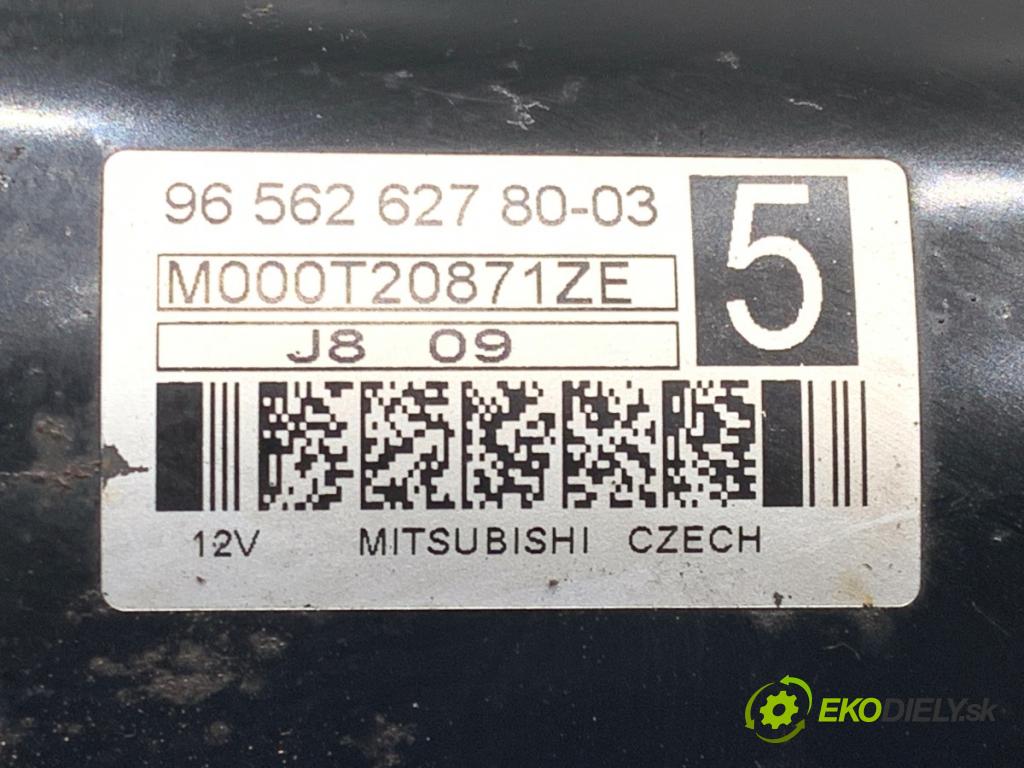 96 562 627 80-03
5
M000T20871ZE
J8 09
12V MITSUBISHI CZECH
EKODIELY.sk